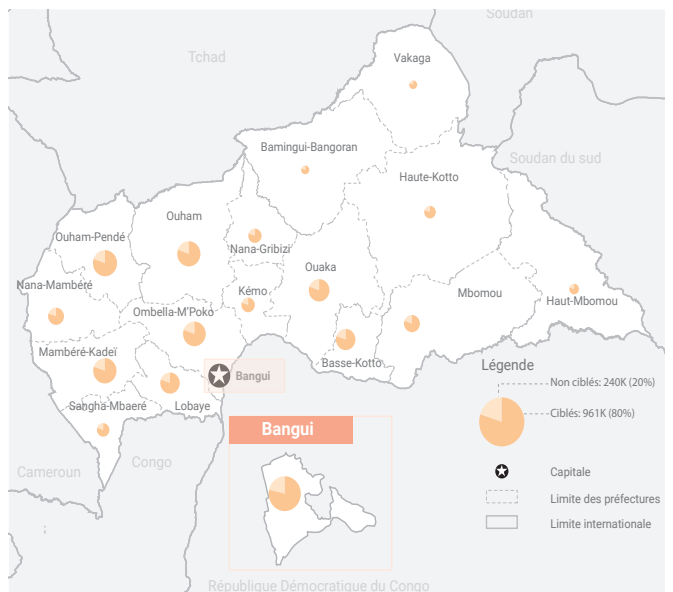 Soudan
Tchad
Vakaga
Bamingui-Bangoran
Soudan du sud
Haute-Kotto
Ouham
Ouham-Pendé
Nana-Gribizi
Ouaka
Nana-Mambéré
Kémo
Mbomou
Haut-Mbomou
Ombella-M'Poko
Mambéré-Kadeï
Basse-Kotto
Bangui
Sangha-Mbaeré
Lobaye
Légende
Non ciblés: 240K (20%)
Ciblés: 961K (80%)
Bangui
Cameroun
Congo
Capitale
Limite des préfectures
Limite internationale
République Démocratique du Congo